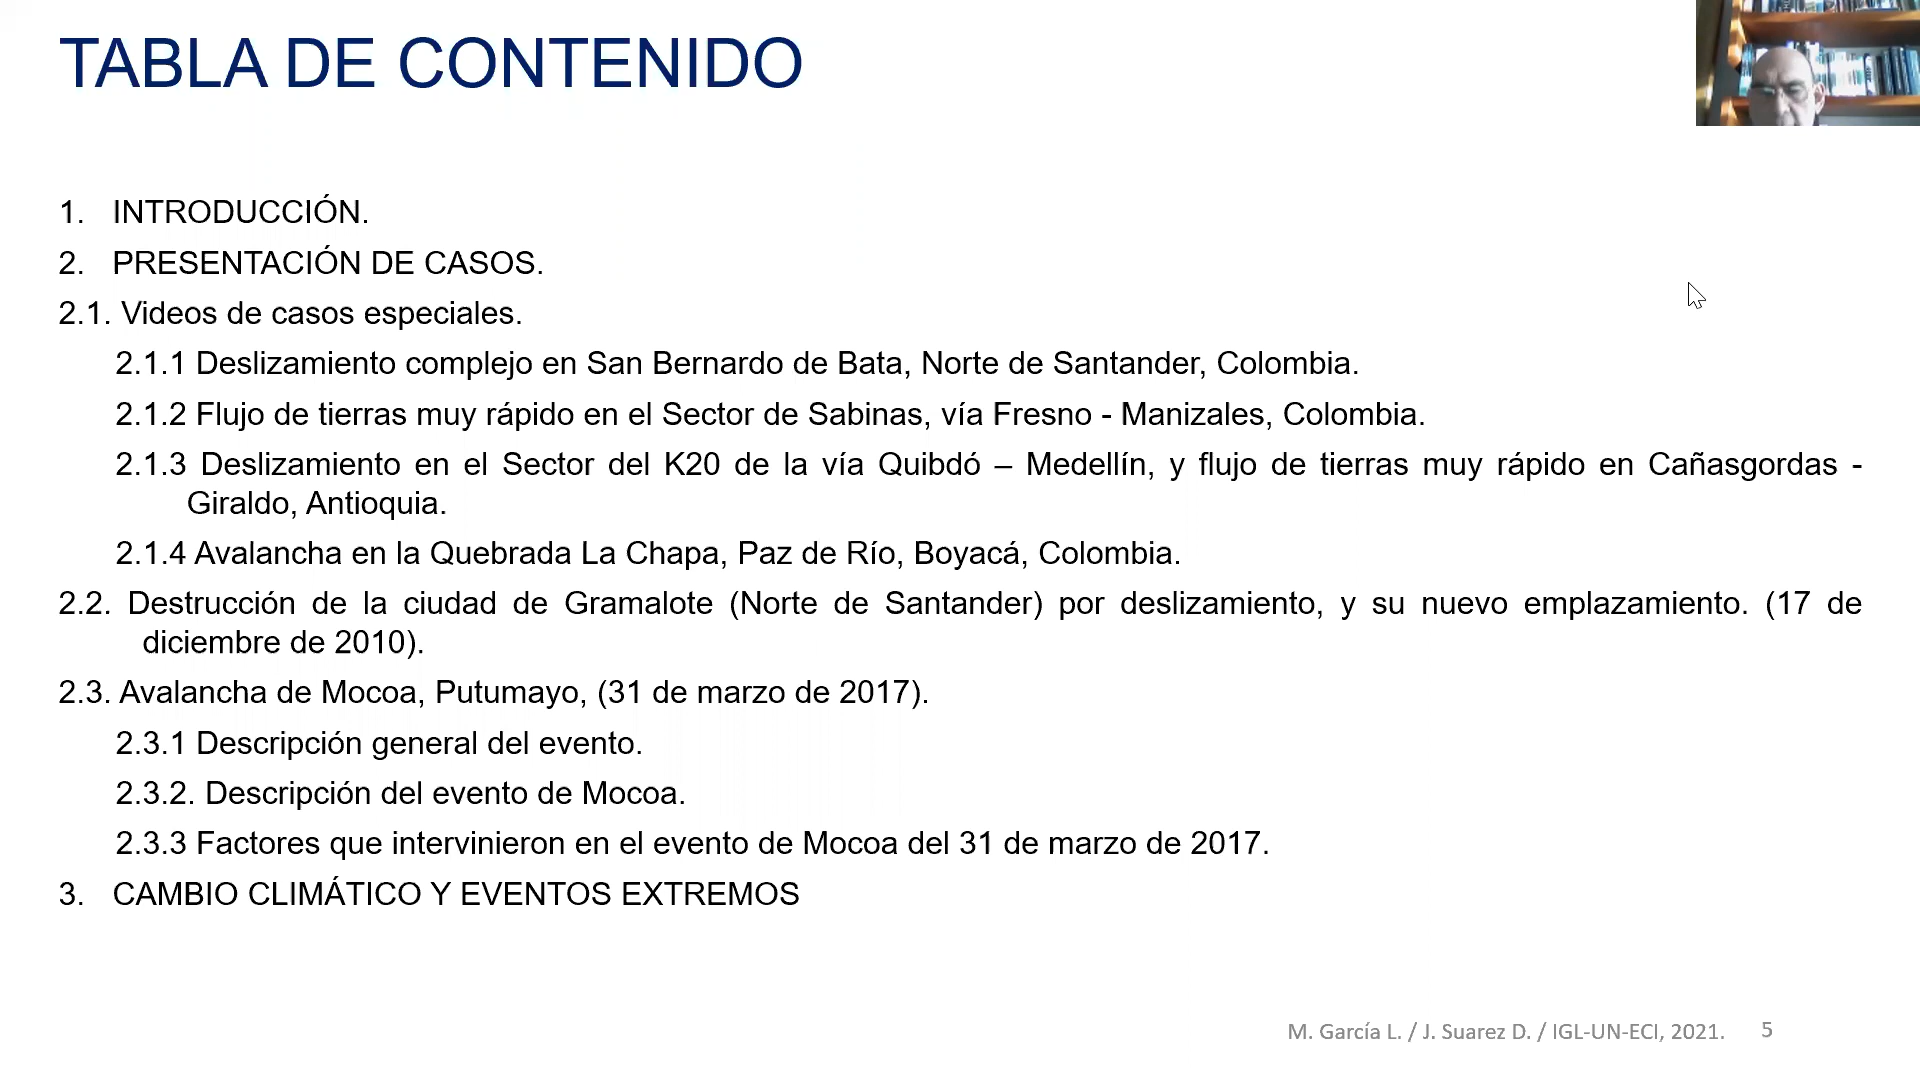 TABLA DE CONTENIDO
1. INTRODUCCIÓN.
2. PRESENTACIÓN DE CASOS.
2.1. Videos de casos especiales.
2.1.1 Deslizamiento complejo en San Bernardo de Bata, Norte de Santander, Colombia.
2.1.2 Flujo de tierras muy rápido en el Sector de Sabinas, vía Fresno - Manizales, Colombia.
2.1.3 Deslizamiento en el Sector del K20 de la vía Quibdó – Medellín, y flujo de tierras muy rápido en Cañasgordas -
Giraldo, Antioquia.
2.1.4 Avalancha en la Quebrada La Chapa, Paz de Río, Boyacá, Colombia.
2.2. Destrucción de la ciudad de Gramalote (Norte de Santander) por deslizamiento, y su nuevo emplazamiento. (17 de
diciembre de 2010).
2.3. Avalancha de Mocoa, Putumayo, (31 de marzo de 2017).
2.3.1 Descripción general del evento.
2.3.2. Descripción del evento de Mocoa.
2.3.3 Factores que intervinieron en el evento de Mocoa del 31 de marzo de 2017.
3. CAMBIO CLIMÁTICO Y EVENTOS EXTREMOS
M. García L. / J. Suarez D. / IGL-UN-ECI, 2021. 5